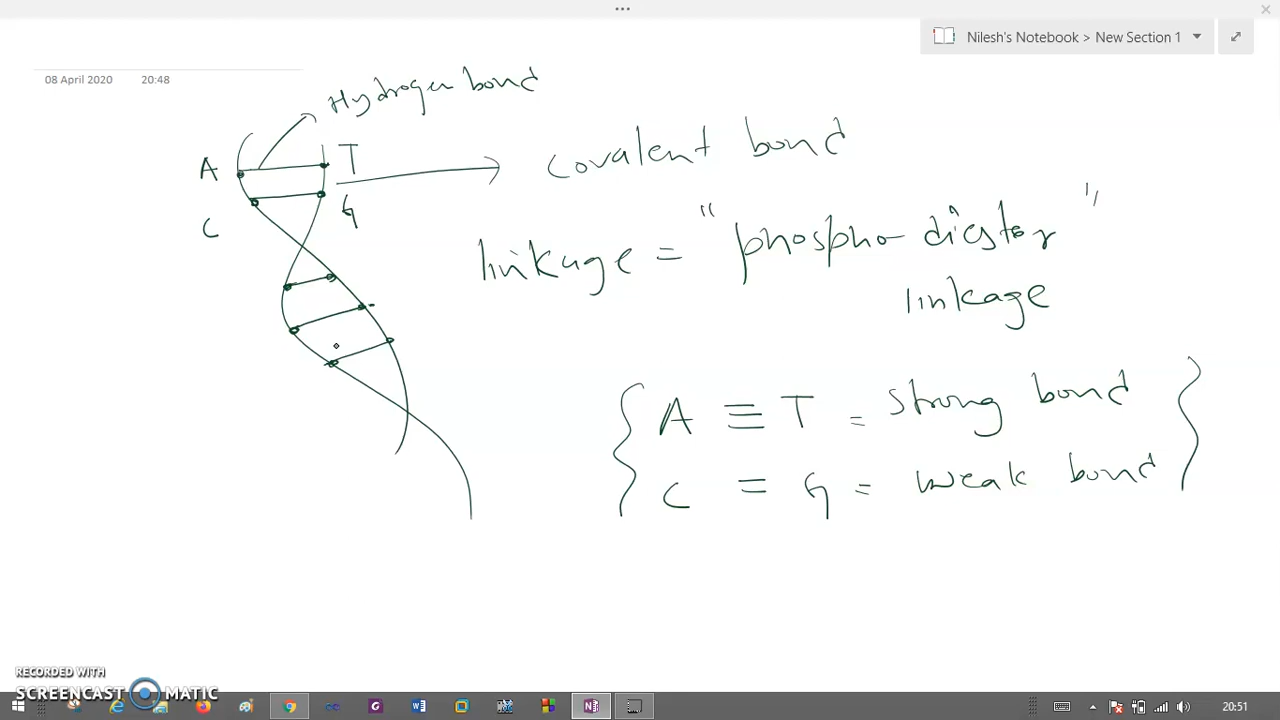 ...
Nilesh's Notebook > New Section 1
08 April 2020 20:48
Hydrogen bond
A T
C G
covalent bond
linkage = "phospho-diester
linkage"
A ≡ T = strong bond
C = G = weak bond
RECORDED WITH
SCREENCAST MATIC
20:51